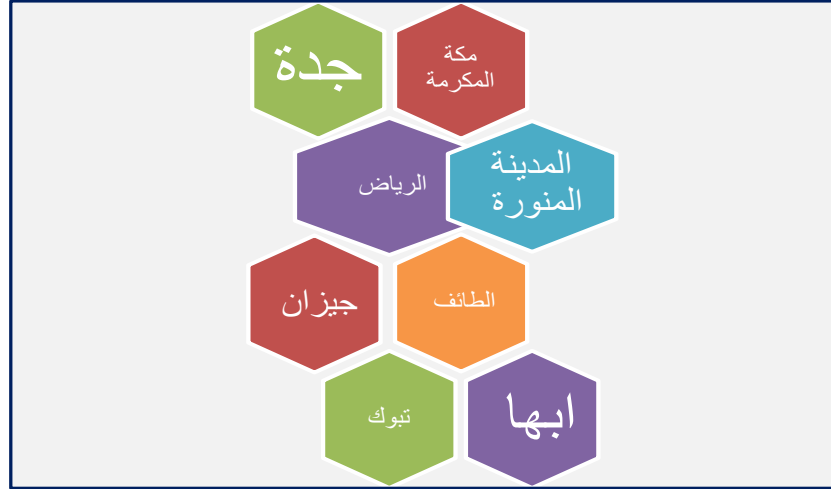 مكة
المكرمة
جدة
المدينة
المنورة
الرياض
الطائف
جيزان
ابها
تبوك